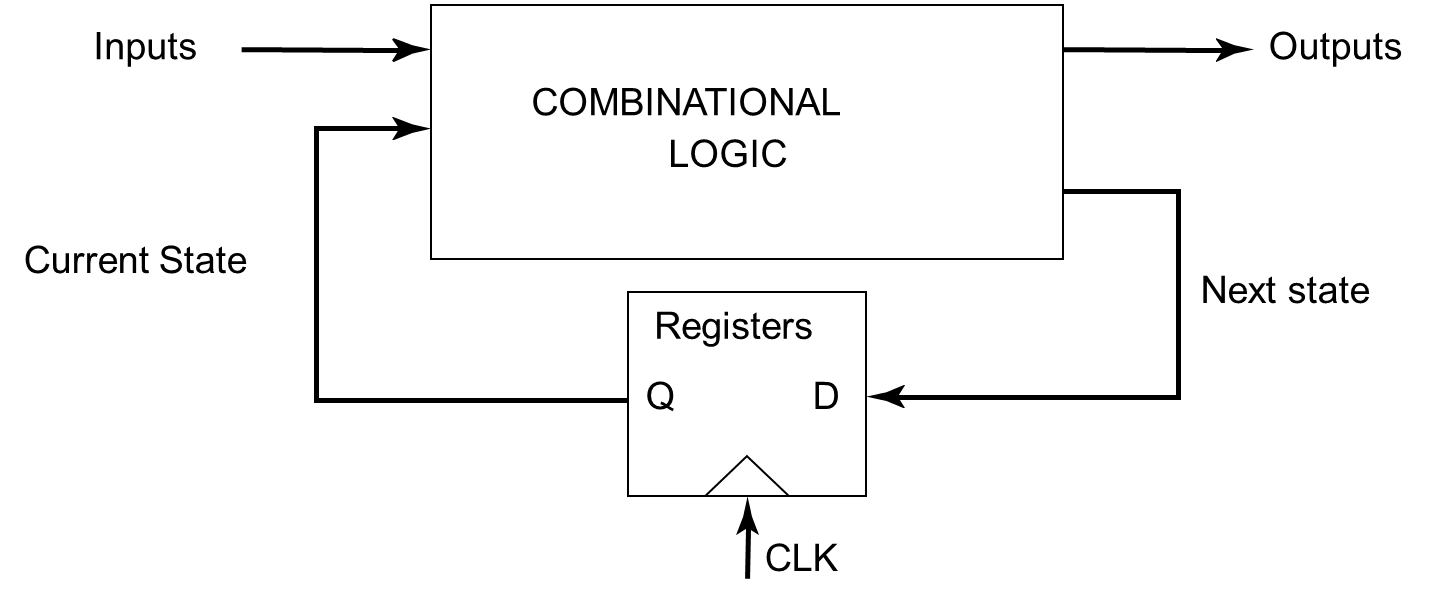 Inputs
Outputs
COMBINATIONAL
LOGIC
Current State
Next state
Registers
Q
D
CLK